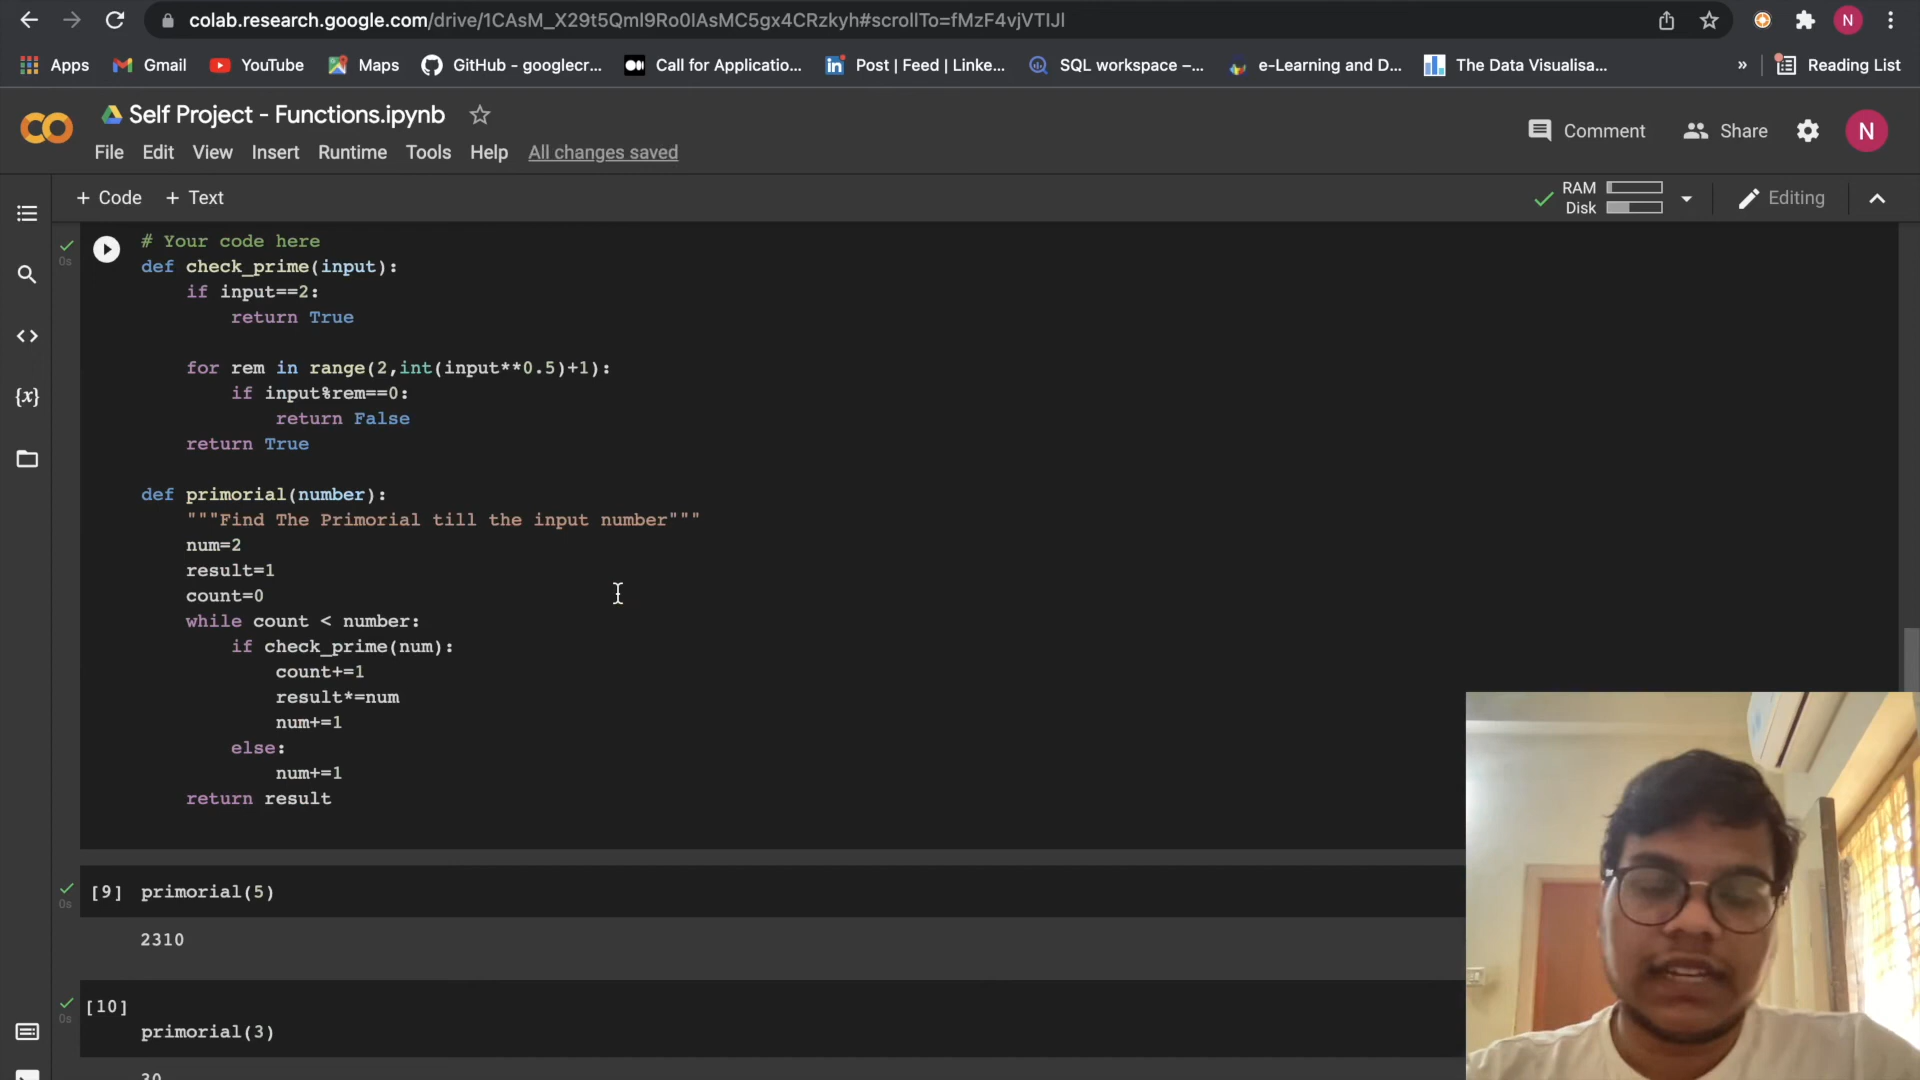 colab.research.google.com/drive/1CAsM_X29t5Qml9Ro0lAsMC5gx4CRzkyh#scrollTo=fMzF4vjVTlJl
N
Apps
Gmail
YouTube
Maps
GitHub - googlecr...
Call for Applicatio...
Post | Feed | Linke...
SQL workspace –...
e-Learning and D...
The Data Visualisa...
»
Reading List
Self Project - Functions.ipynb
Comment
Share
N
File Edit View Insert Runtime Tools Help All changes saved
+ Code + Text
RAM
Disk
Editing
{x}
0s
# Your code here
def check_prime(input):
    if input==2:
        return True
    for rem in range(2,int(input**0.5)+1):
        if input%rem==0:
            return False
    return True
def primorial(number):
    """Find The Primorial till the input number"""
    num=2
    result=1
    count=0
    while count < number:
        if check_prime(num):
            count+=1
            result*=num
            num+=1
        else:
            num+=1
    return result
0s
[9] primorial(5)
2310
0s
[10]
primorial(3)
30